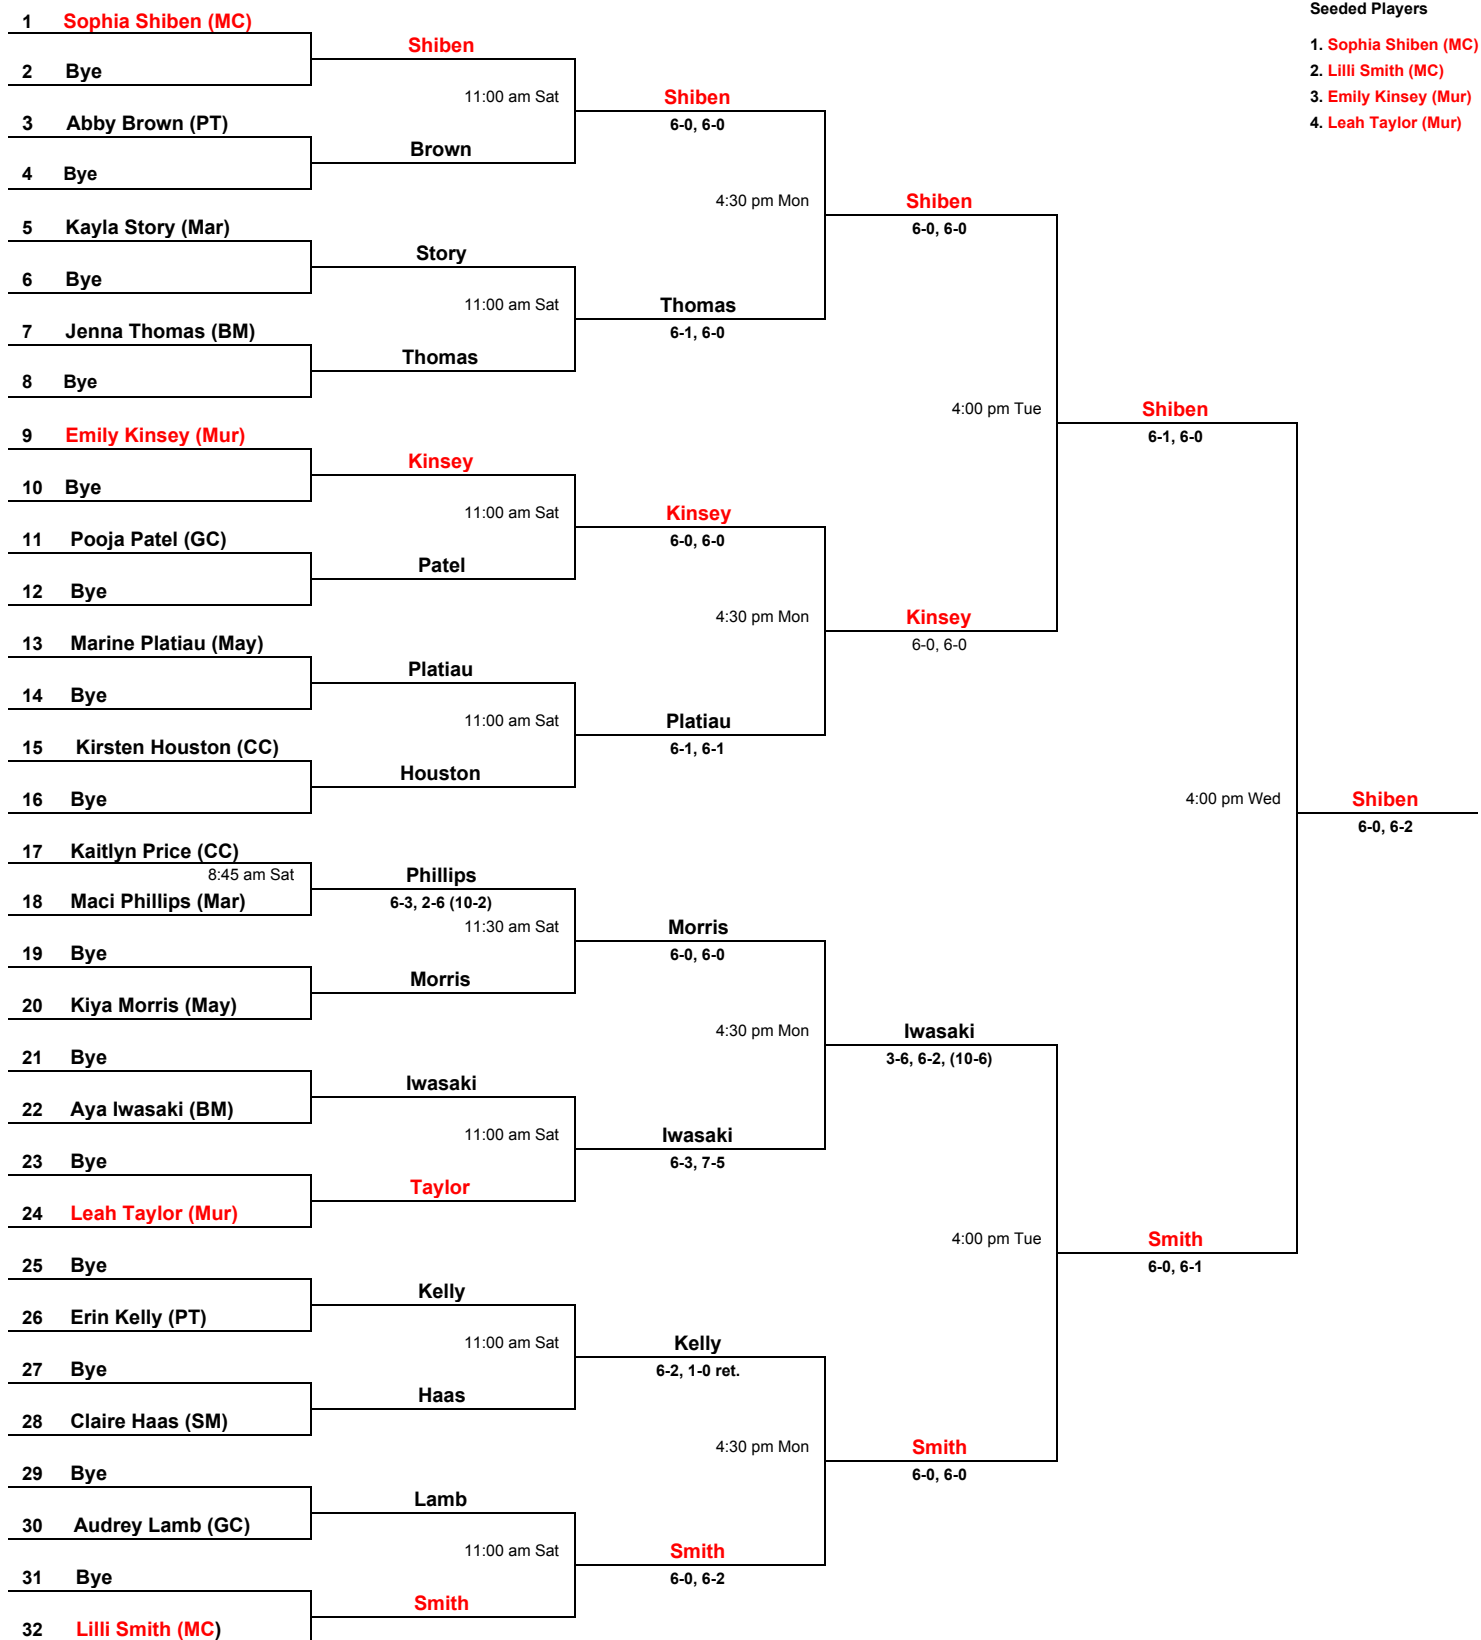 Seeded Players
1. Sophia Shiben (MC)
2. Lilli Smith (MC)
3. Emily Kinsey (Mur)
4. Leah Taylor (Mur)
1 Sophia Shiben (MC)
2 Bye
3 Abby Brown (PT)
4 Bye
5 Kayla Story (Mar)
6 Bye
7 Jenna Thomas (BM)
8 Bye
9 Emily Kinsey (Mur)
10 Bye
11 Pooja Patel (GC)
12 Bye
13 Marine Platiau (May)
14 Bye
15 Kirsten Houston (CC)
16 Bye
17 Kaitlyn Price (CC)
8:45 am Sat
18 Maci Phillips (Mar)
19 Bye
20 Kiya Morris (May)
21 Bye
22 Aya Iwasaki (BM)
23 Bye
24 Leah Taylor (Mur)
25 Bye
26 Erin Kelly (PT)
27 Bye
28 Claire Haas (SM)
29 Bye
30 Audrey Lamb (GC)
31 Bye
32 Lilli Smith (MC)
Shiben
11:00 am Sat
Brown
Story
11:00 am Sat
Thomas
Kinsey
11:00 am Sat
Patel
Platiau
11:00 am Sat
Houston
Phillips
6-3, 2-6 (10-2)
11:30 am Sat
Morris
Iwasaki
11:00 am Sat
Taylor
Kelly
11:00 am Sat
Haas
Lamb
11:00 am Sat
Smith
Shiben
6-0, 6-0
4:30 pm Mon
Thomas
6-1, 6-0
Kinsey
6-0, 6-0
4:30 pm Mon
Platiau
6-1, 6-1
Morris
6-0, 6-0
4:30 pm Mon
Iwasaki
6-3, 7-5
Kelly
6-2, 1-0 ret.
4:30 pm Mon
Smith
6-0, 6-2
Shiben
6-0, 6-0
4:00 pm Tue
Kinsey
6-0, 6-0
Iwasaki
3-6, 6-2, (10-6)
4:00 pm Tue
Smith
6-0, 6-0
Shiben
6-1, 6-0
4:00 pm Wed
Smith
6-0, 6-1
Shiben
6-0, 6-2